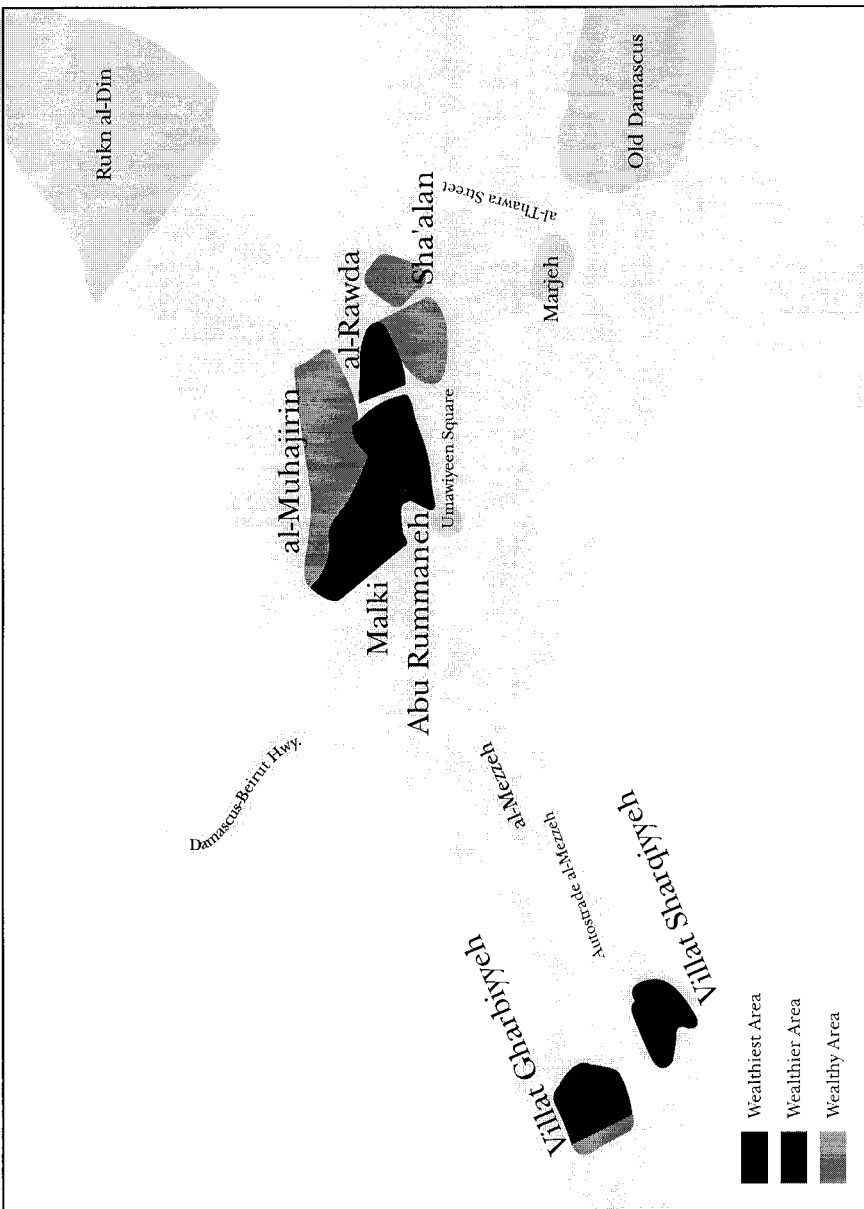 Rukn al-Din
Old Damascus
al-Thawra Street
Sha'alan
al-Rawda
Marjeh
al-Muhajirin
Umawiyeen Square
Malki
Abu Rummaneh
Damascus-Beirut Hwy.
al-Mezzeh
Autostrade al-Mezzeh
Villat Gharbiyyeh
Villat Sharqiyyeh
Wealthiest Area
Wealthier Area
Wealthy Area